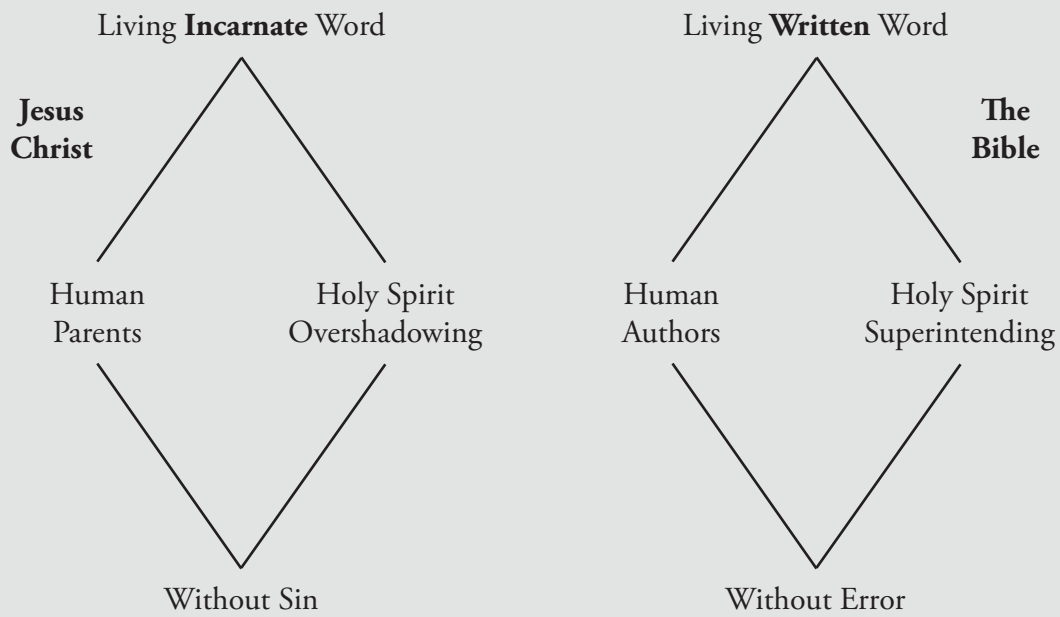 Living Incarnate Word
Jesus
Christ
Human
Parents
Holy Spirit
Overshadowing
Without Sin
Living Written Word
The
Bible
Human
Authors
Holy Spirit
Superintending
Without Error